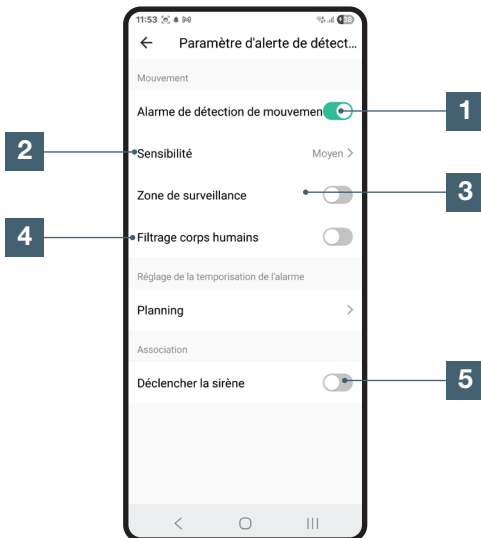 11:53
38
Paramètre d'alerte de détect...
Mouvement
Alarme de détection de mouvemen
1
2
Sensibilité
Moyen
Zone de surveillance
3
4
Filtrage corps humains
Réglage de la temporisation de l'alarme
Planning
Association
Déclencher la sirène
5